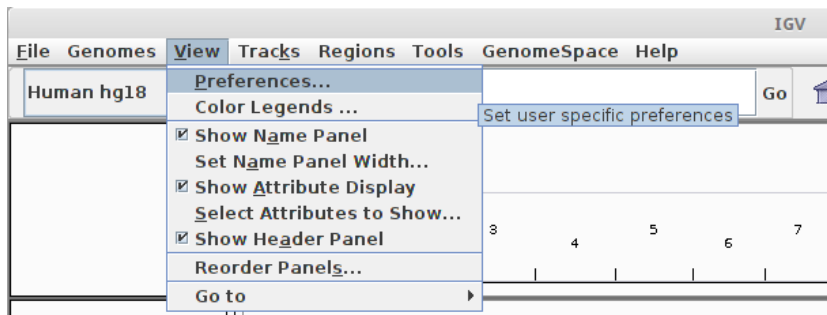 IGV
File Genomes View Tracks Regions Tools GenomeSpace Help
Human hg18 Go
Preferences...
Set user specific preferences
Color Legends ...
Show Name Panel
Set Name Panel Width...
Show Attribute Display
Select Attributes to Show...
Show Header Panel
Reorder Panels...
Go to
3 4 5 6 7